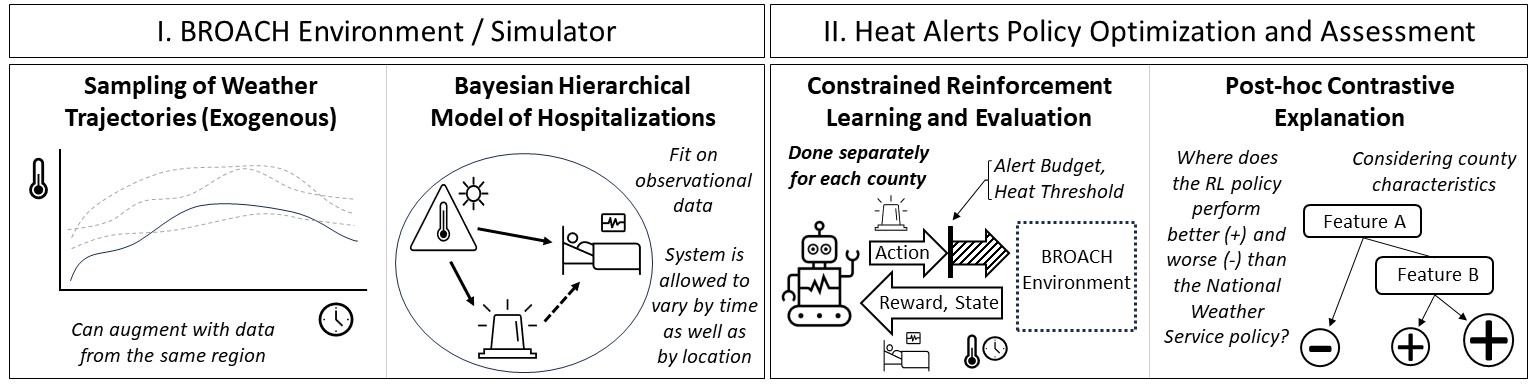 I. BROACH Environment / Simulator
II. Heat Alerts Policy Optimization and Assessment
Sampling of Weather
Trajectories (Exogenous)
Can augment with data
from the same region
Bayesian Hierarchical
Model of Hospitalizations
Fit on
observational
data
System is
allowed to
vary by time
as well as
by location
Constrained Reinforcement
Learning and Evaluation
Done separately
for each county
Alert Budget,
Heat Threshold
Action
Reward, State
BROACH
Environment
Post-hoc Contrastive
Explanation
Where does
the RL policy
perform
better (+) and
worse (-) than
the National
Weather
Service policy?
Considering county
characteristics
Feature A
Feature B